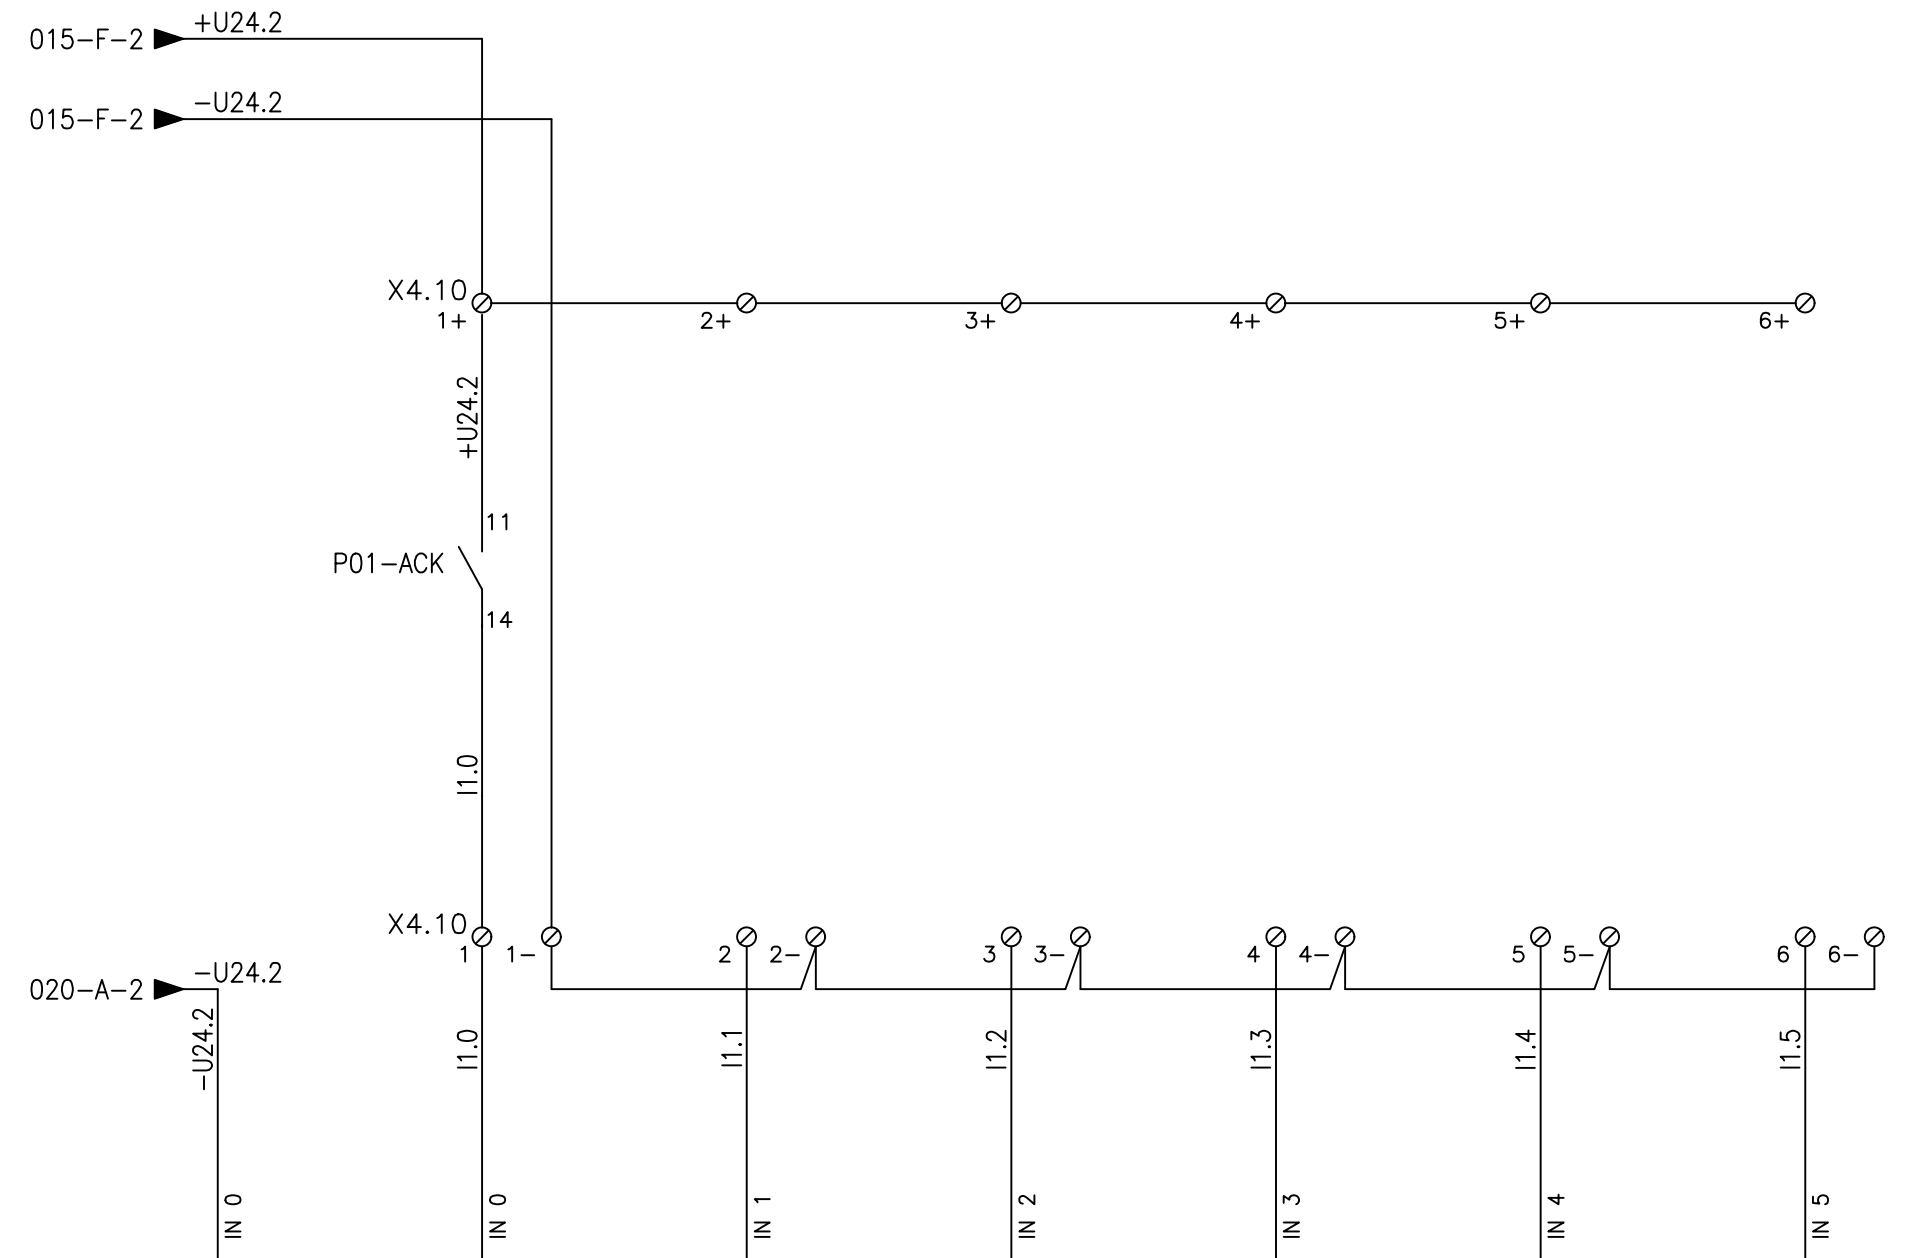 +U24.2
015-F-2
-U24.2
015-F-2
X4.10
1+ 2+ 3+ 4+ 5+ 6+
+U24.2
11
P01-ACK
14
I1.0
X4.10
1 1- 2 2- 3 3- 4 4- 5 5- 6 6-
-U24.2
020-A-2
-U24.2 I1.0 I1.1 I1.2 I1.3 I1.4 I1.5
IN 0 IN 0 IN 1 IN 2 IN 3 IN 4 IN 5